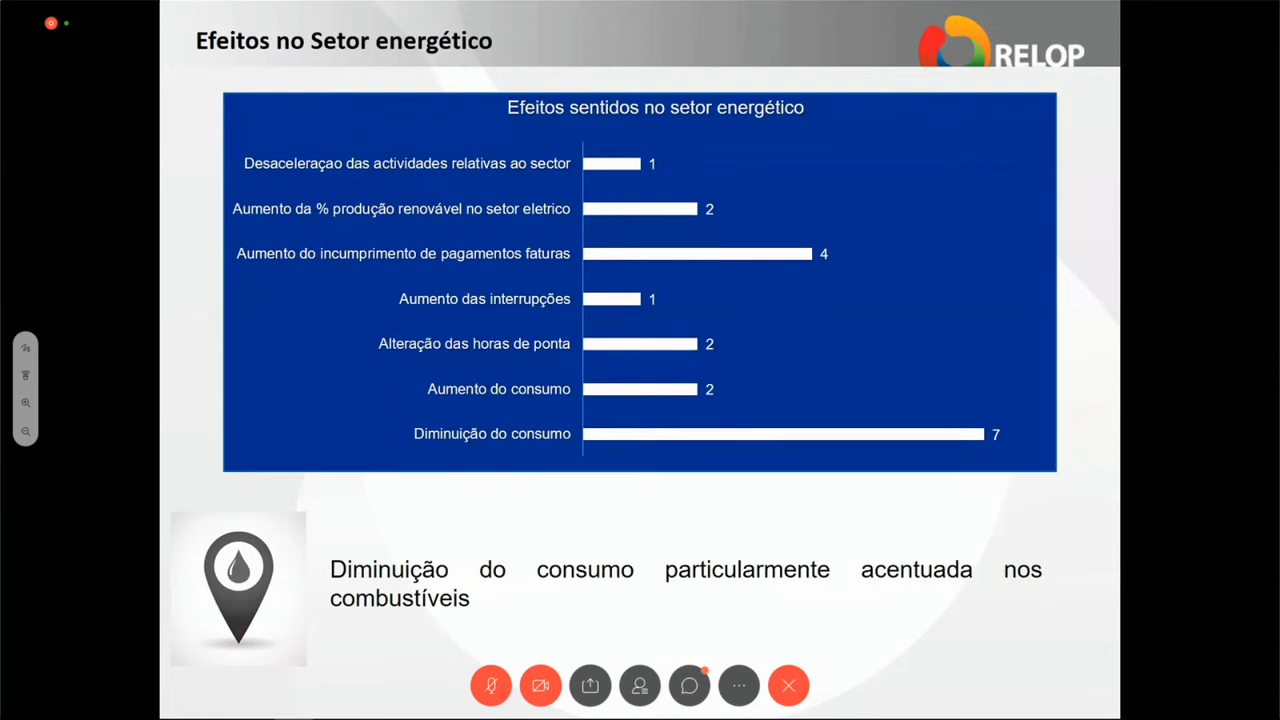 Efeitos no Setor energético
RELOP
Efeitos sentidos no setor energético
Desaceleraçao das actividades relativas ao sector 1
Aumento da % produção renovável no setor eletrico 2
Aumento do incumprimento de pagamentos faturas 4
Aumento das interrupções 1
Alteração das horas de ponta 2
Aumento do consumo 2
Diminuição do consumo 7
Diminuição do consumo particularmente acentuada nos
combustíveis